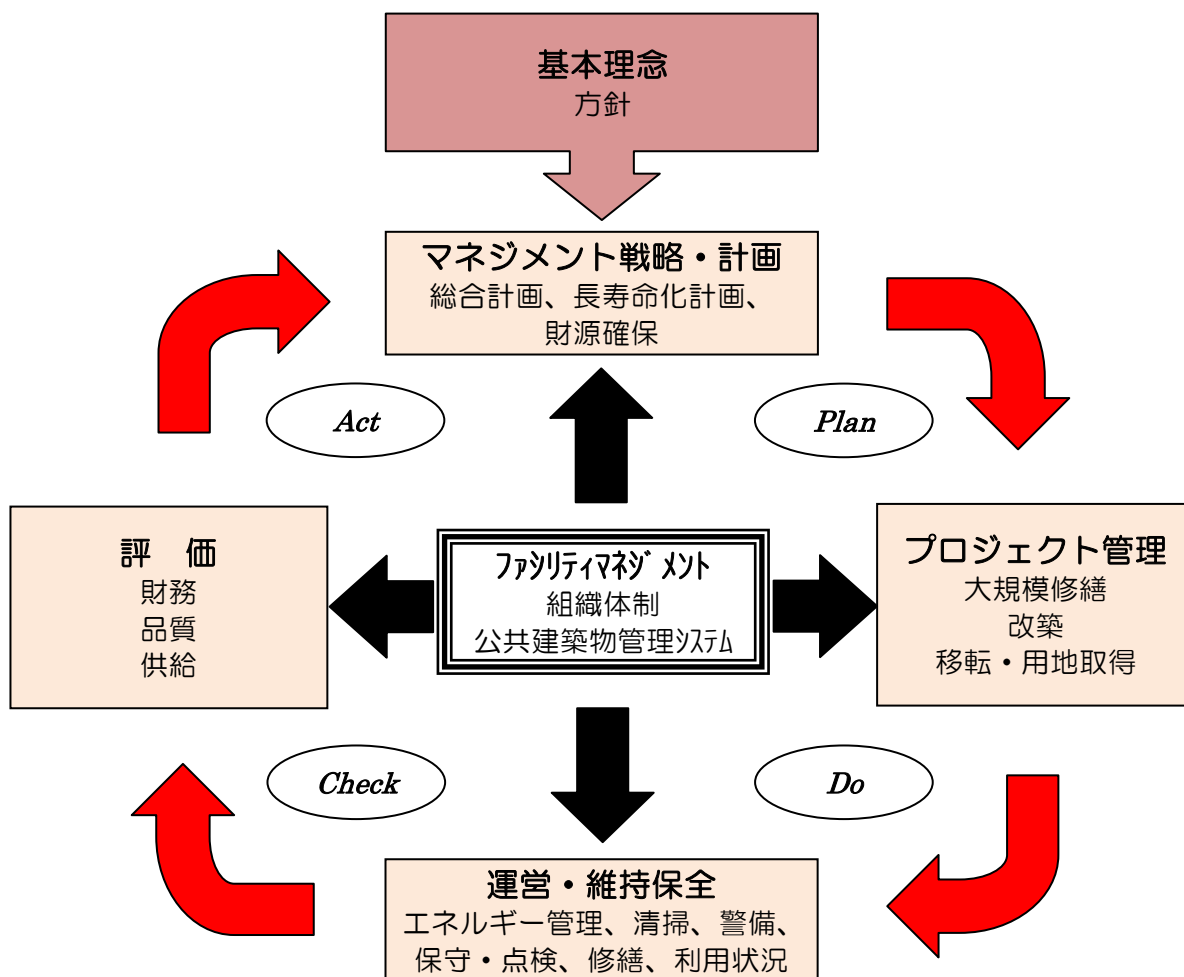 基本理念
方針
マネジメント戦略・計画
総合計画、長寿命化計画、
財源確保
Act
Plan
評　価
財務
品質
供給
ﾌｧｼﾘﾃｨﾏﾈｼﾞﾒﾝﾄ
組織体制
公共建築物管理ｼｽﾃﾑ
プロジェクト管理
大規模修繕
改築
移転・用地取得
Check
Do
運営・維持保全
エネルギー管理、清掃、警備、
保守・点検、修繕、利用状況